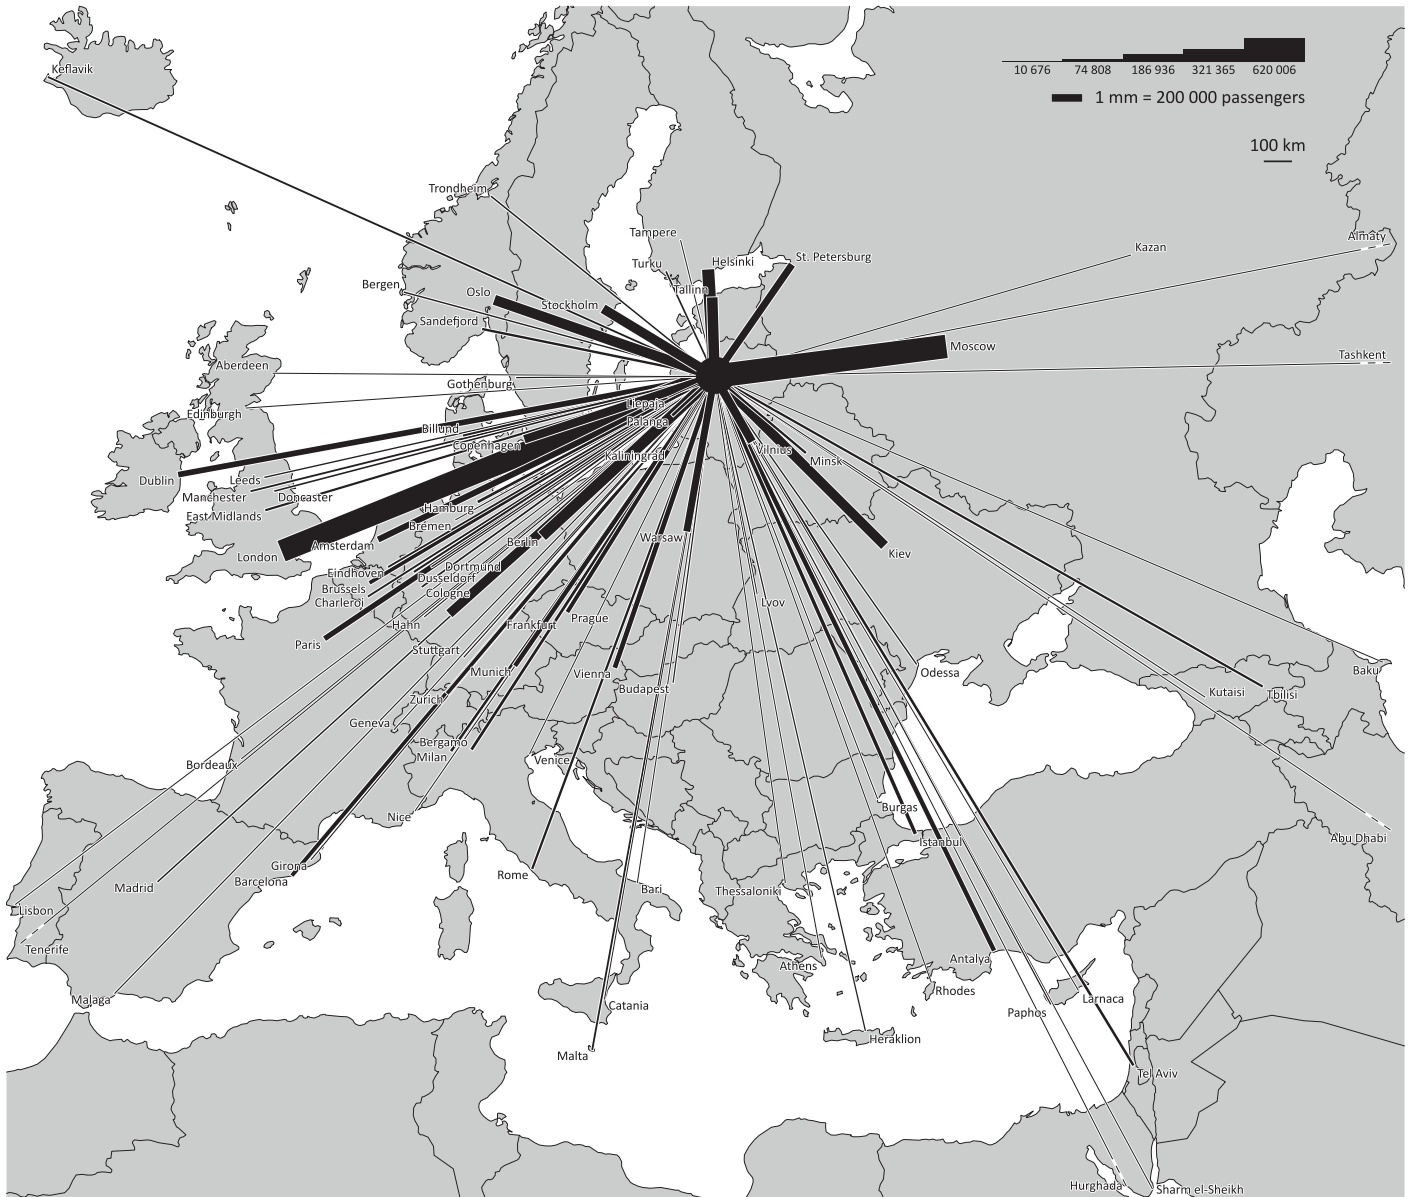 Keflavik
10 676
74 808
186 936
321 365
620 006
1 mm = 200 000 passengers
100 km
Trondheim
Tampere
Almaty
Kazan
St. Petersburg
Helsinki
Turku
Bergen
Oslo
Tallinn
Stockholm
Sandefjord
Moscow
Tashkent
Aberdeen
Gothenburg
Liepaja
Edinburgh
Palanga
Billund
Copenhagen
Vilnius
Kaliningrad
Minsk
Dublin
Leeds
Manchester
Doncaster
Hamburg
East Midlands
Bremen
Warsaw
Berlin
Amsterdam
London
Kiev
Dortmund
Eindhoven
Dusseldorf
Brussels
Cologne
Charleroi
Lvov
Prague
Hahn
Frankfurt
Paris
Stuttgart
Munich
Vienna
Odessa
Baku
Budapest
Kutaisi
Tbilisi
Zurich
Geneva
Bergamo
Milan
Venice
Bordeaux
Burgas
Nice
Abu Dhabi
Istanbul
Girona
Rome
Barcelona
Madrid
Bari
Thessaloniki
Lisbon
Tenerife
Antalya
Athens
Rhodes
Malaga
Larnaca
Catania
Paphos
Heraklion
Malta
Tel Aviv
Hurghada
Sharm el-Sheikh